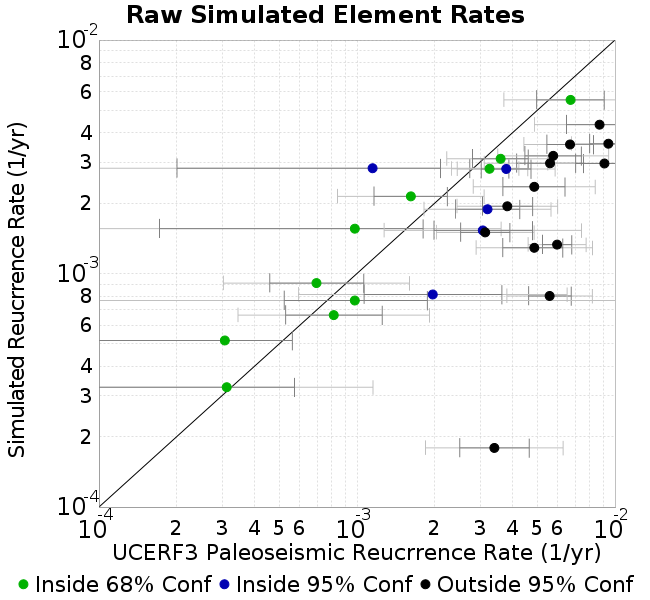 Raw Simulated Element Rates
Simulated Reucrrence Rate (1/yr)
10-2
8
6
4
3
2
10-3
8
6
4
3
2
10-4
10-4 2 3 4 5 6 10-3 2 3 4 5 6 10-2
UCERF3 Paleoseismic Reucrrence Rate (1/yr)
Inside 68% Conf Inside 95% Conf Outside 95% Conf